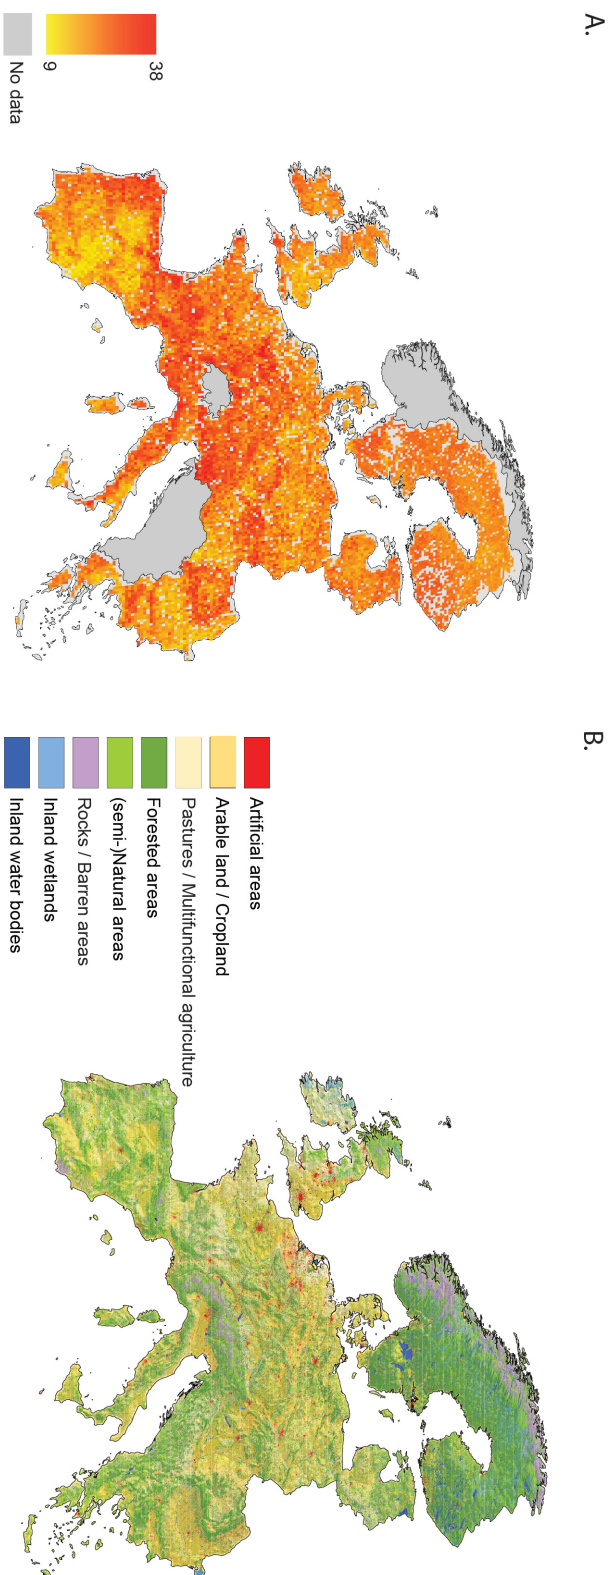 A.
38
9
No data
B.
Artificial areas
Arable land / Cropland
Pastures / Multifunctional agriculture
Forested areas
(semi-)Natural areas
Rocks / Barren areas
Inland wetlands
Inland water bodies